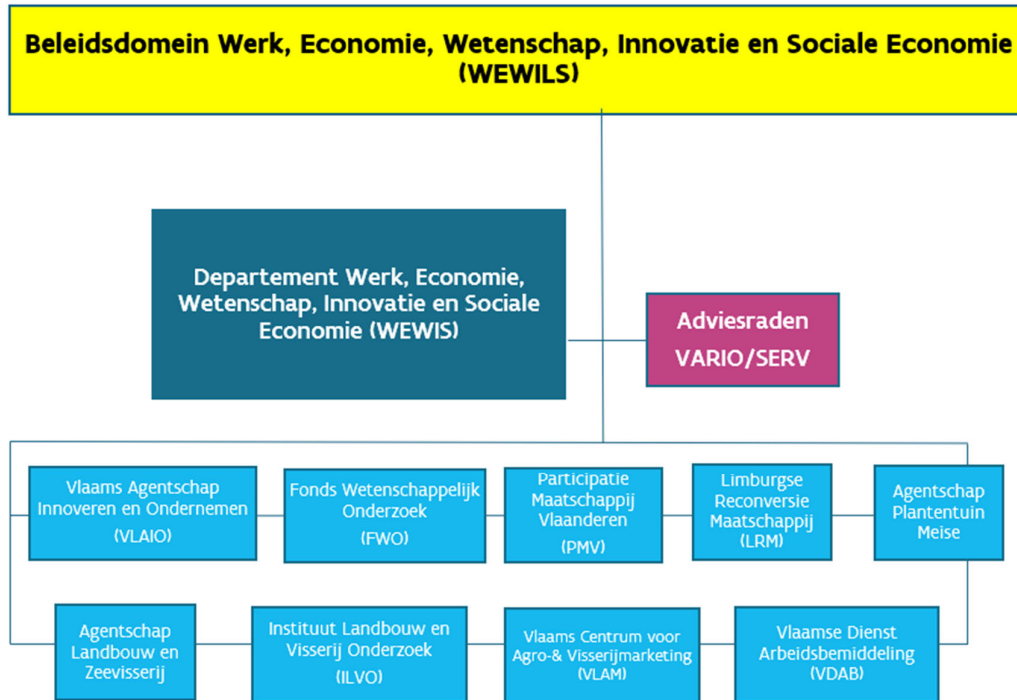 Beleidsdomein Werk, Economie, Wetenschap, Innovatie en Sociale Economie
(WEWILS)
Departement Werk, Economie,
Wetenschap, Innovatie en Sociale
Economie (WEWIS)
Adviesraden
VARIO/SERV
Vlaams Agentschap
Innoveren en Ondernemen
(VLAIO)
Fonds Wetenschappelijk
Onderzoek
(FWO)
Participatie
Maatschappij
Vlaanderen
(PMV)
Limburgse
Reconversie
Maatschappij
(LRM)
Agentschap
Plantentuin
Meise
Agentschap
Landbouw en
Zeevisserij
Instituut Landbouw en
Visserij Onderzoek
(ILVO)
Vlaams Centrum voor
Agro-& Visserijmarketing
(VLAM)
Vlaamse Dienst
Arbeidsbemiddeling
(VDAB)